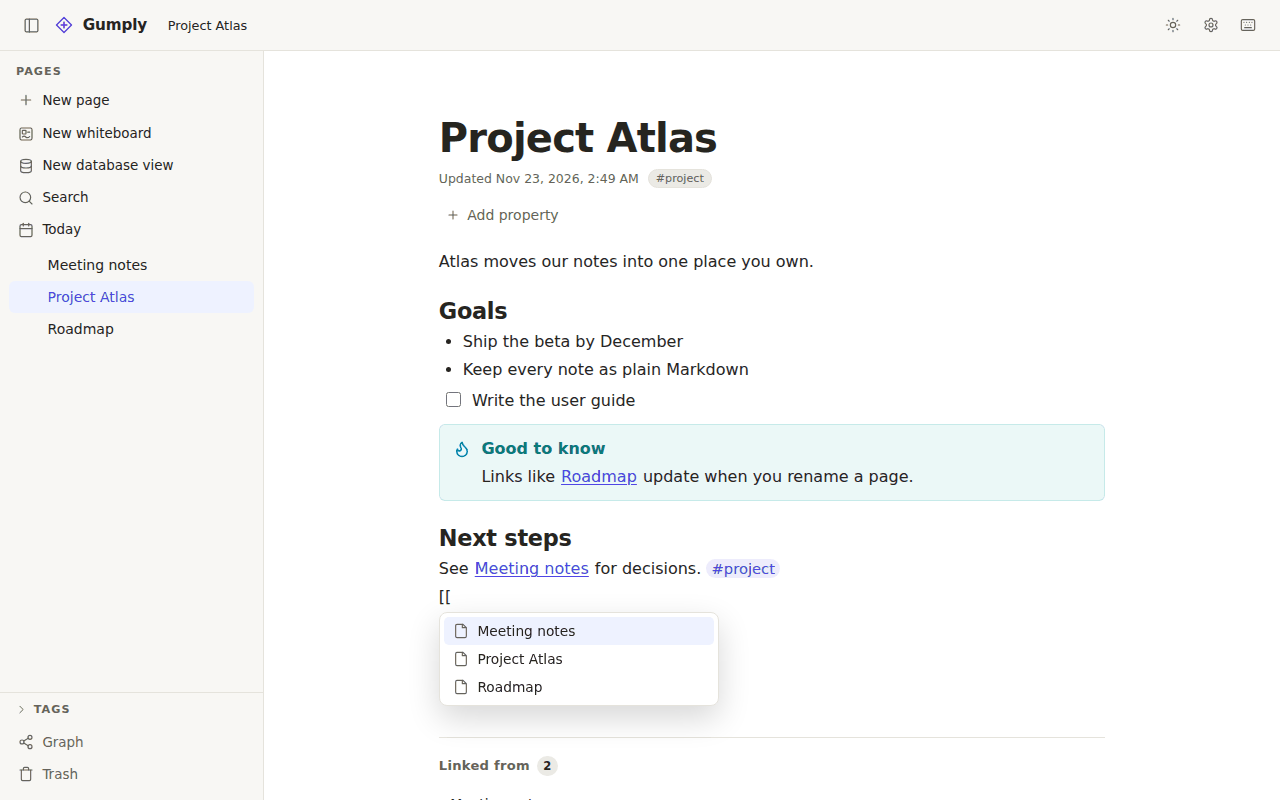 Gumply Project Atlas
PAGES
New page
New whiteboard
New database view
Search
Today
Meeting notes
Project Atlas
Roadmap
TAGS
Graph
Trash
Project Atlas
Updated Nov 23, 2026, 2:49 AM #project
Add property
Atlas moves our notes into one place you own.
Goals
• Ship the beta by December
• Keep every note as plain Markdown
Write the user guide
Good to know
Links like Roadmap update when you rename a page.
Next steps
See Meeting notes for decisions. #project
[[
Meeting notes
Project Atlas
Roadmap
Linked from 2